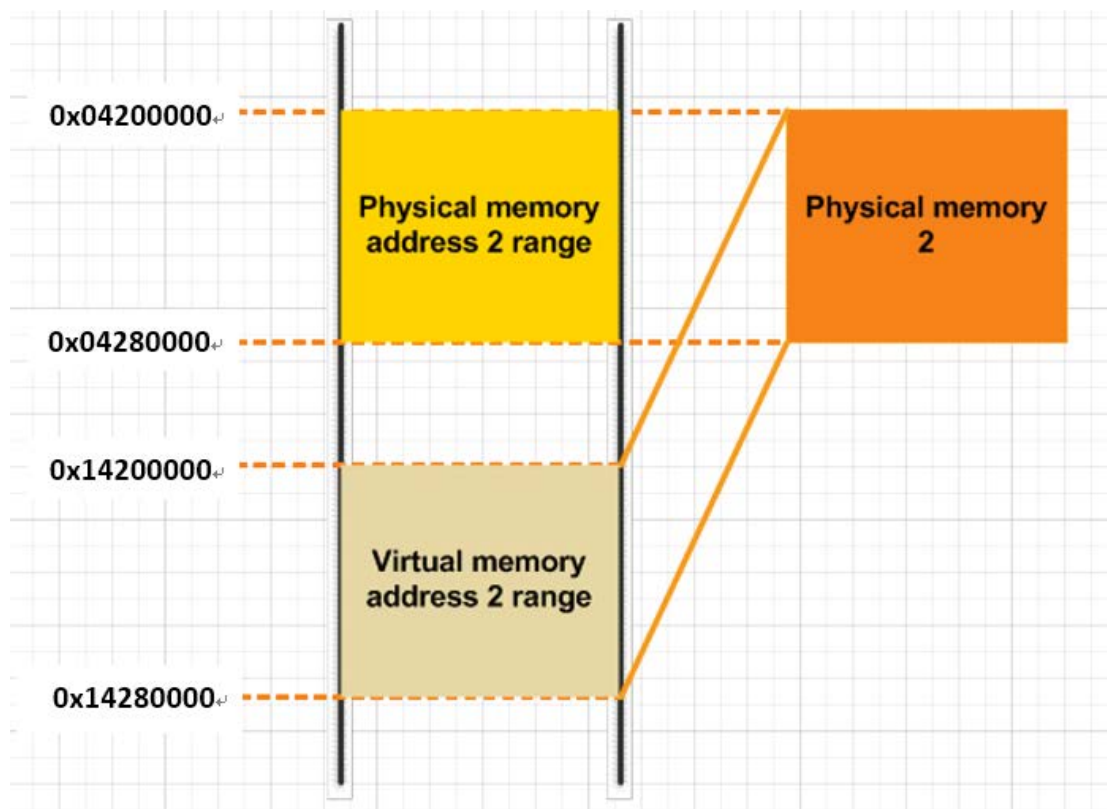 0x04200000
Physical memory
address 2 range
Physical memory
2
0x04280000
0x14200000
Virtual memory
address 2 range
0x14280000